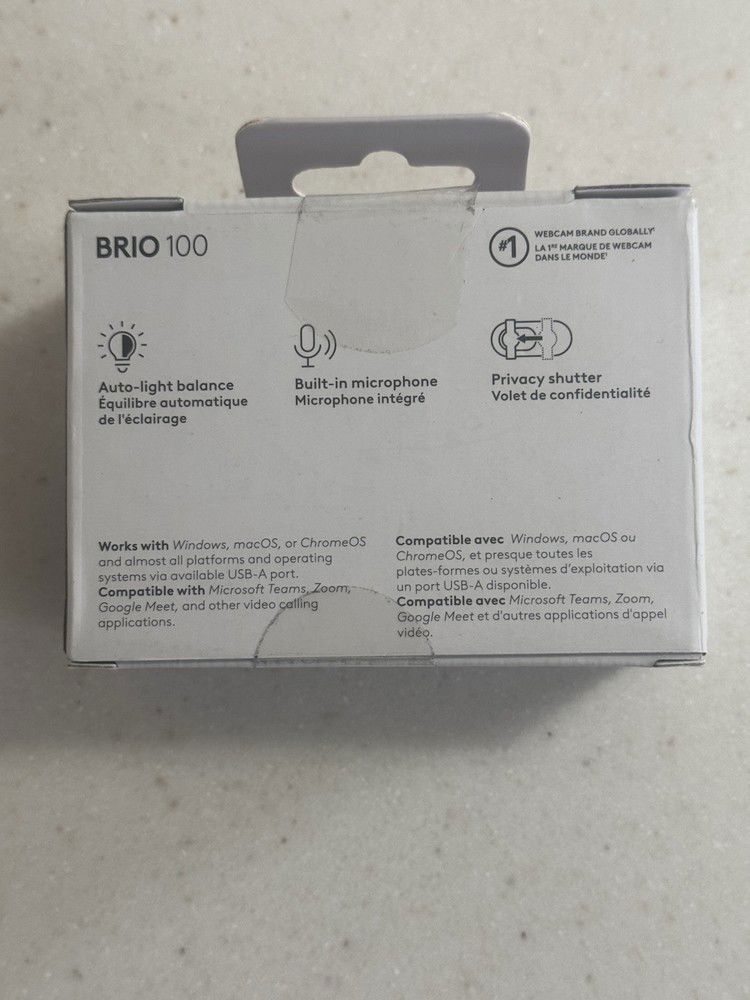 BRIO 100
#1
WEBCAM BRAND GLOBALLY¹
LA 1ʳᵉ MARQUE DE WEBCAM
DANS LE MONDE¹
Auto-light balance
Équilibre automatique
de l'éclairage
Built-in microphone
Microphone intégré
Privacy shutter
Volet de confidentialité
Works with Windows, macOS, or ChromeOS
and almost all platforms and operating
systems via available USB-A port.
Compatible with Microsoft Teams, Zoom,
Google Meet, and other video calling
applications.
Compatible avec Windows, macOS ou
ChromeOS, et presque toutes les
plates-formes ou systèmes d'exploitation via
un port USB-A disponible.
Compatible avec Microsoft Teams, Zoom,
Google Meet et d'autres applications d'appel
vidéo.